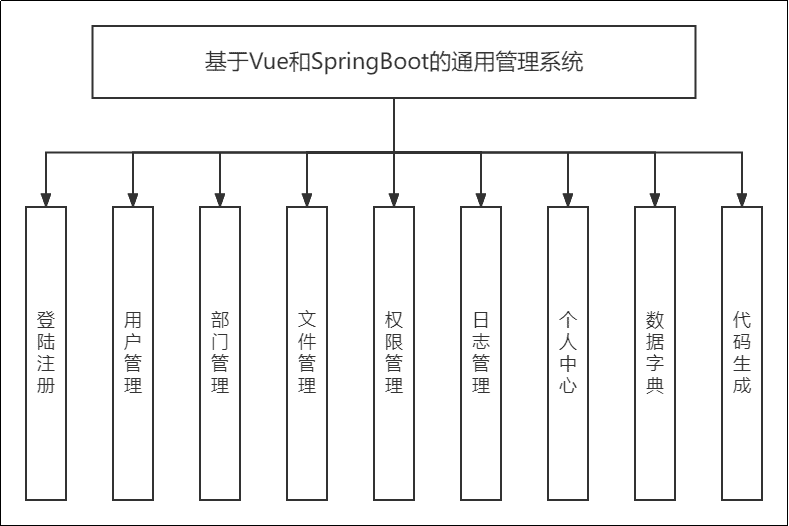 基于Vue和SpringBoot的通用管理系统
登陆注册
用户管理
部门管理
文件管理
权限管理
日志管理
个人中心
数据字典
代码生成